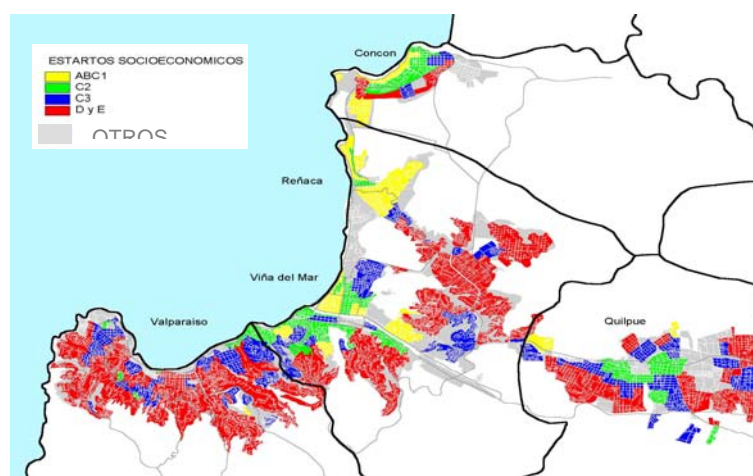 ESTARTOS SOCIOECONOMICOS
ABC1
C2
C3
D y E
OTROS
Concon
Reñaca
Viña del Mar
Valparaiso
Quilpue